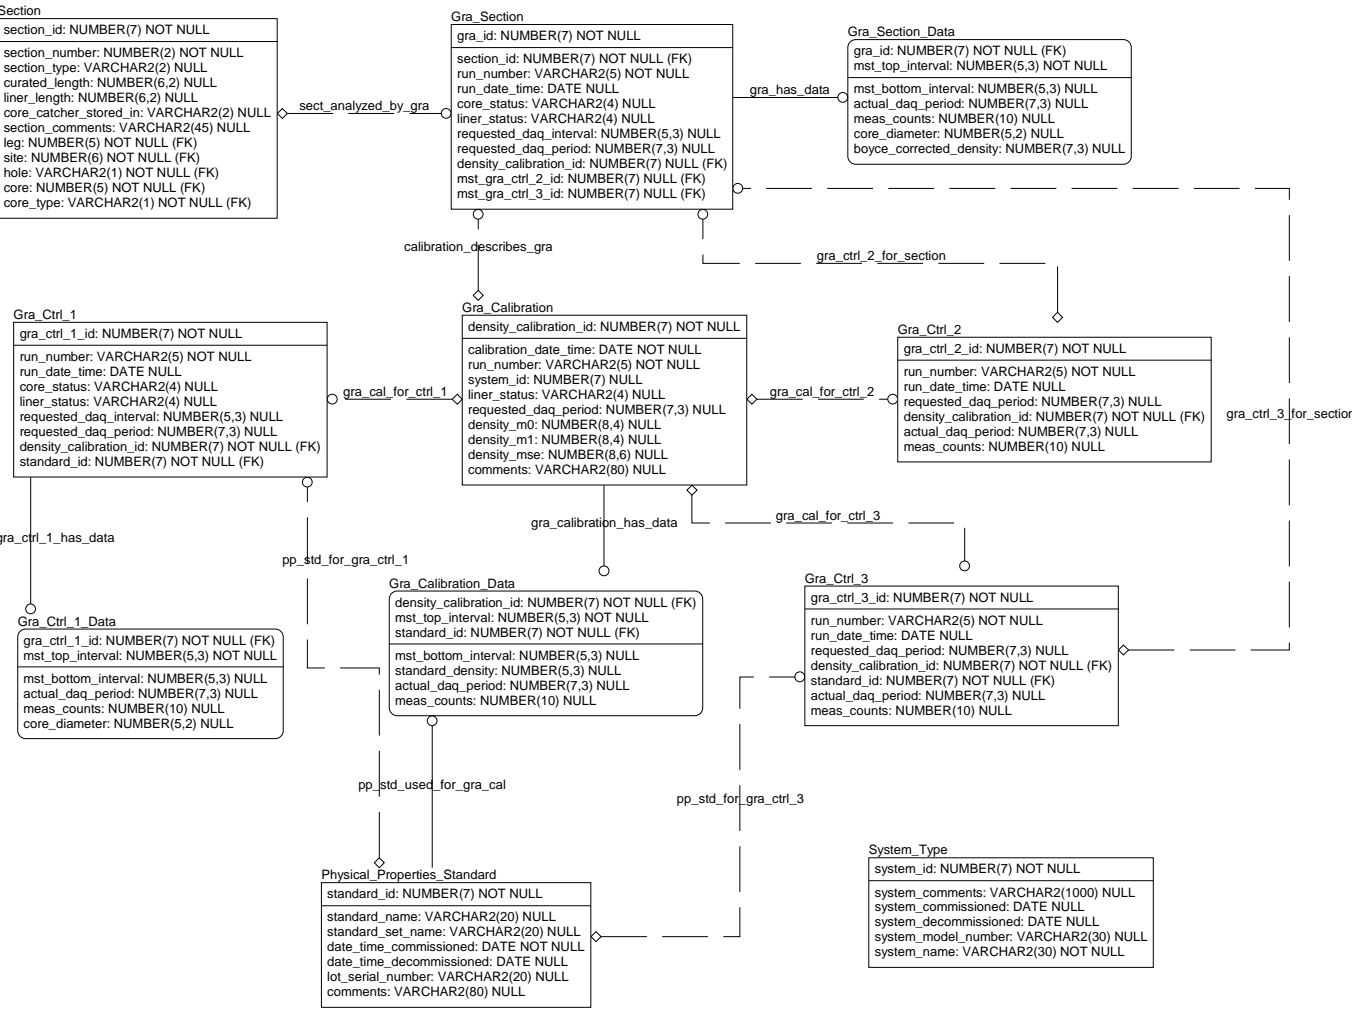 Section
section_id: NUMBER(7) NOT NULL
section_number: NUMBER(2) NOT NULL
section_type: VARCHAR2(2) NULL
curated_length: NUMBER(6,2) NULL
liner_length: NUMBER(6,2) NULL
core_catcher_stored_in: VARCHAR2(2) NULL
section_comments: VARCHAR2(45) NULL
leg: NUMBER(5) NOT NULL (FK)
site: NUMBER(6) NOT NULL (FK)
hole: VARCHAR2(1) NOT NULL (FK)
core: NUMBER(5) NOT NULL (FK)
core_type: VARCHAR2(1) NOT NULL (FK)
sect_analyzed_by_gra
Gra_Section
gra_id: NUMBER(7) NOT NULL
section_id: NUMBER(7) NOT NULL (FK)
run_number: VARCHAR2(5) NOT NULL
run_date_time: DATE NULL
core_status: VARCHAR2(4) NULL
liner_status: VARCHAR2(4) NULL
requested_daq_interval: NUMBER(5,3) NULL
requested_daq_period: NUMBER(7,3) NULL
density_calibration_id: NUMBER(7) NULL (FK)
mst_gra_ctrl_2_id: NUMBER(7) NULL (FK)
mst_gra_ctrl_3_id: NUMBER(7) NULL (FK)
gra_has_data
Gra_Section_Data
gra_id: NUMBER(7) NOT NULL (FK)
mst_top_interval: NUMBER(5,3) NOT NULL
mst_bottom_interval: NUMBER(5,3) NULL
actual_daq_period: NUMBER(7,3) NULL
meas_counts: NUMBER(10) NULL
core_diameter: NUMBER(5,2) NULL
boyce_corrected_density: NUMBER(7,3) NULL
calibration_describes_gra
gra_ctrl_2_for_section
Gra_Ctrl_1
gra_ctrl_1_id: NUMBER(7) NOT NULL
run_number: VARCHAR2(5) NOT NULL
run_date_time: DATE NULL
core_status: VARCHAR2(4) NULL
liner_status: VARCHAR2(4) NULL
requested_daq_interval: NUMBER(5,3) NULL
requested_daq_period: NUMBER(7,3) NULL
density_calibration_id: NUMBER(7) NOT NULL (FK)
standard_id: NUMBER(7) NOT NULL (FK)
gra_cal_for_ctrl_1
Gra_Calibration
density_calibration_id: NUMBER(7) NOT NULL
calibration_date_time: DATE NOT NULL
run_number: VARCHAR2(5) NOT NULL
system_id: NUMBER(7) NULL
liner_status: VARCHAR2(4) NULL
requested_daq_period: NUMBER(7,3) NULL
density_m0: NUMBER(8,4) NULL
density_m1: NUMBER(8,4) NULL
density_mse: NUMBER(8,6) NULL
comments: VARCHAR2(80) NULL
gra_cal_for_ctrl_2
Gra_Ctrl_2
gra_ctrl_2_id: NUMBER(7) NOT NULL
run_number: VARCHAR2(5) NOT NULL
run_date_time: DATE NULL
requested_daq_period: NUMBER(7,3) NULL
density_calibration_id: NUMBER(7) NOT NULL (FK)
actual_daq_period: NUMBER(7,3) NULL
meas_counts: NUMBER(10) NULL
gra_ctrl_3_for_section
gra_ctrl_1_has_data
pp_std_for_gra_ctrl_1
gra_calibration_has_data
gra_cal_for_ctrl_3
Gra_Ctrl_1_Data
gra_ctrl_1_id: NUMBER(7) NOT NULL (FK)
mst_top_interval: NUMBER(5,3) NOT NULL
mst_bottom_interval: NUMBER(5,3) NULL
actual_daq_period: NUMBER(7,3) NULL
meas_counts: NUMBER(10) NULL
core_diameter: NUMBER(5,2) NULL
Gra_Calibration_Data
density_calibration_id: NUMBER(7) NOT NULL (FK)
mst_top_interval: NUMBER(5,3) NOT NULL
standard_id: NUMBER(7) NOT NULL (FK)
mst_bottom_interval: NUMBER(5,3) NULL
standard_density: NUMBER(5,3) NULL
actual_daq_period: NUMBER(7,3) NULL
meas_counts: NUMBER(10) NULL
Gra_Ctrl_3
gra_ctrl_3_id: NUMBER(7) NOT NULL
run_number: VARCHAR2(5) NOT NULL
run_date_time: DATE NULL
requested_daq_period: NUMBER(7,3) NULL
density_calibration_id: NUMBER(7) NOT NULL (FK)
standard_id: NUMBER(7) NOT NULL (FK)
actual_daq_period: NUMBER(7,3) NULL
meas_counts: NUMBER(10) NULL
pp_std_used_for_gra_cal
pp_std_for_gra_ctrl_3
Physical_Properties_Standard
standard_id: NUMBER(7) NOT NULL
standard_name: VARCHAR2(20) NULL
standard_set_name: VARCHAR2(20) NULL
date_time_commissioned: DATE NOT NULL
date_time_decommissioned: DATE NULL
lot_serial_number: VARCHAR2(20) NULL
comments: VARCHAR2(80) NULL
System_Type
system_id: NUMBER(7) NOT NULL
system_comments: VARCHAR2(1000) NULL
system_commissioned: DATE NULL
system_decommissioned: DATE NULL
system_model_number: VARCHAR2(30) NULL
system_name: VARCHAR2(30) NOT NULL